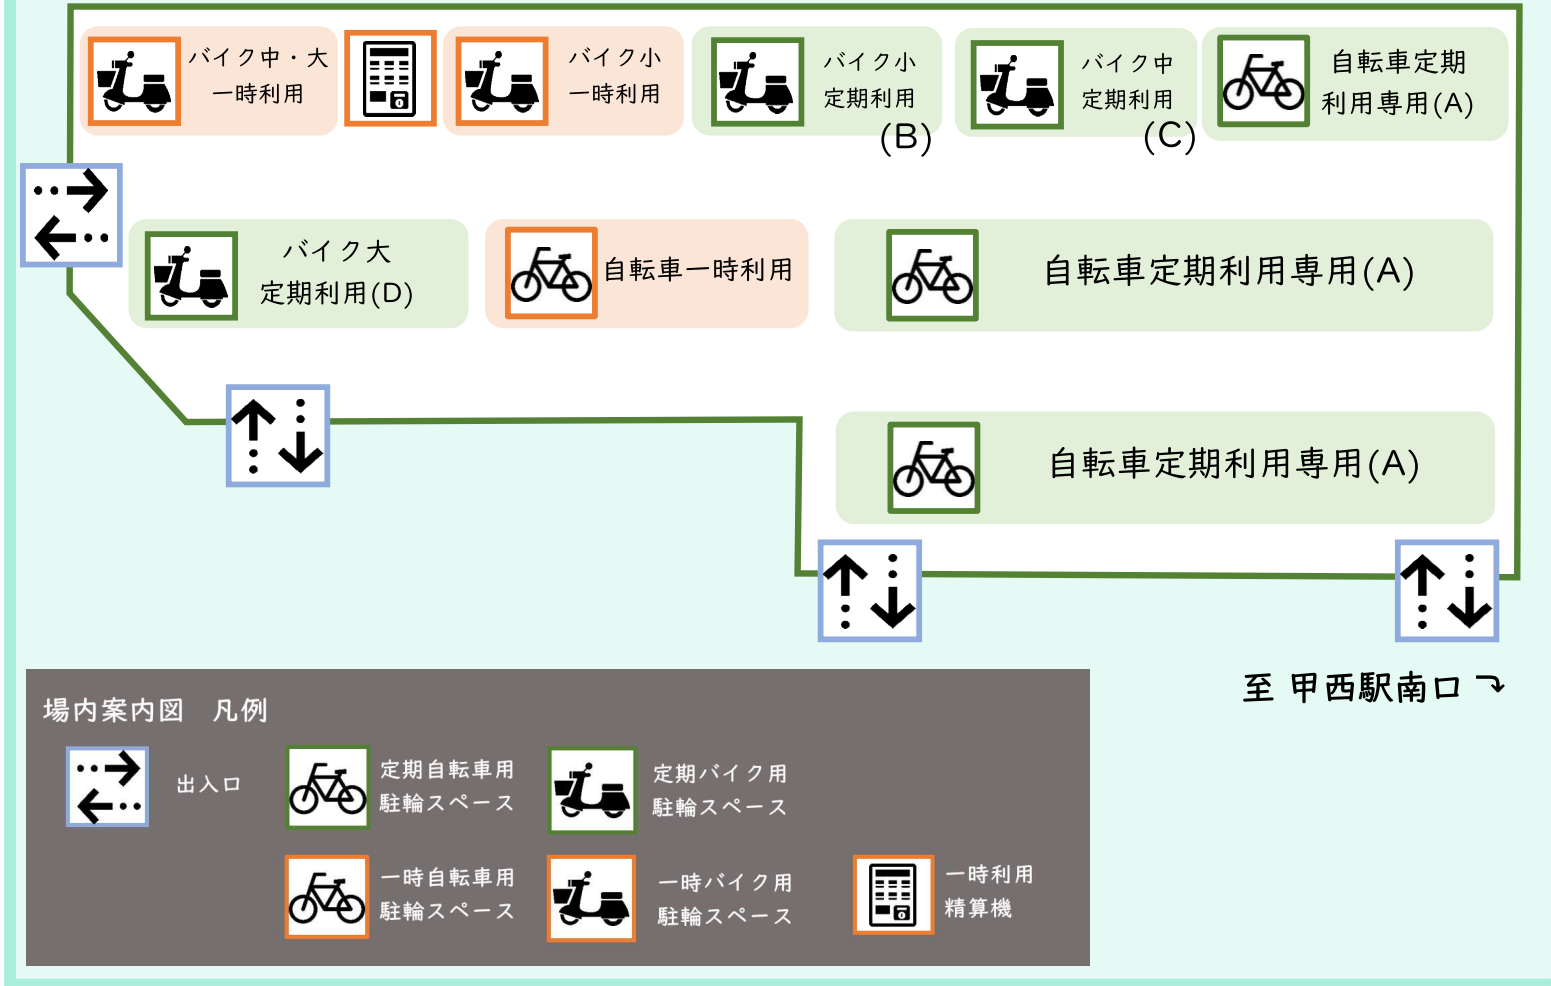 バイク中・大
一時利用
バイク小
一時利用
バイク小
定期利用
(B)
バイク中
定期利用
(C)
自転車定期
利用専用(A)
バイク大
定期利用(D)
自転車一時利用
自転車定期利用専用(A)
自転車定期利用専用(A)
至 甲西駅南口
場内案内図 凡例
出入口
定期自転車用
駐輪スペース
定期バイク用
駐輪スペース
一時自転車用
駐輪スペース
一時バイク用
駐輪スペース
一時利用
精算機